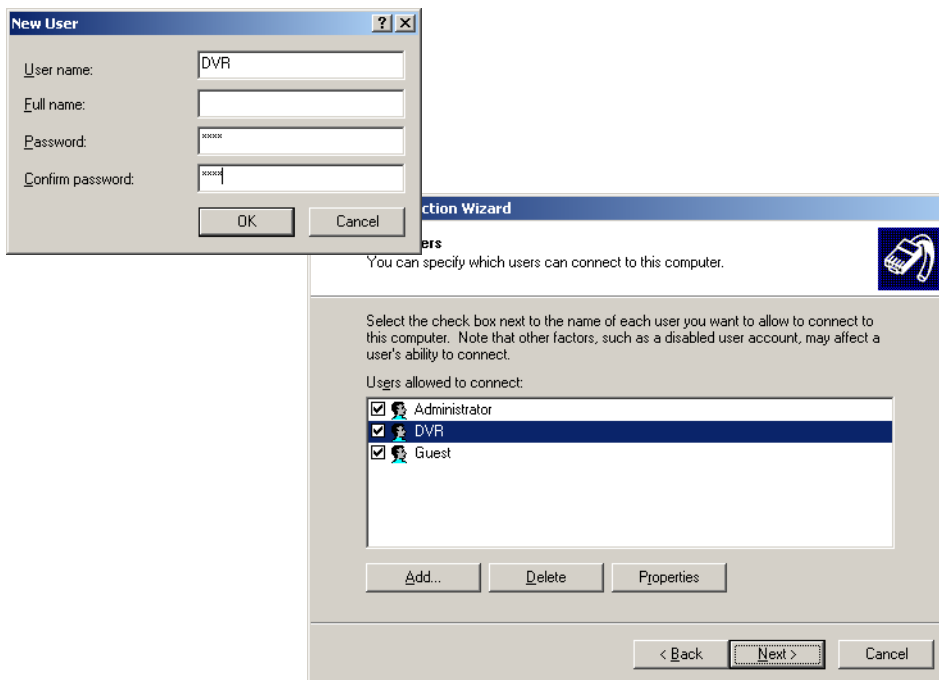 New User
User name:
DVR
Full name:
Password:
xxxx
Confirm password:
xxxx
OK
Cancel
ction Wizard
ers
You can specify which users can connect to this computer.
Select the check box next to the name of each user you want to allow to connect to
this computer. Note that other factors, such as a disabled user account, may affect a
user's ability to connect.
Users allowed to connect:
Administrator
DVR
Guest
Add...
Delete
Properties
< Back
Next >
Cancel